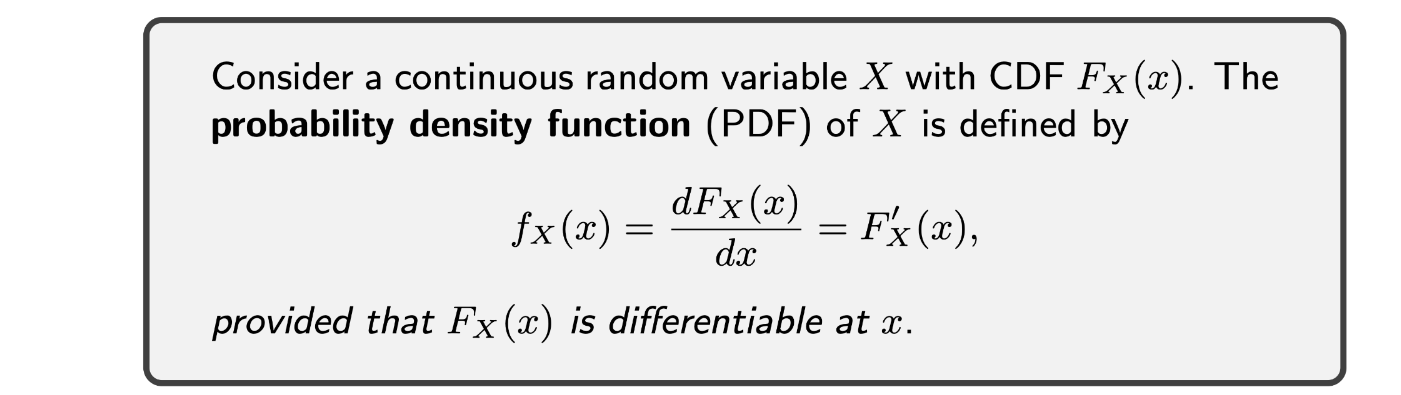 Consider a continuous random variable $X$ with CDF $F_X(x)$. The
probability density function (PDF) of $X$ is defined by
$$f_X(x) = \frac{dF_X(x)}{dx} = F'_X(x),$$
provided that $F_X(x)$ is differentiable at $x$.